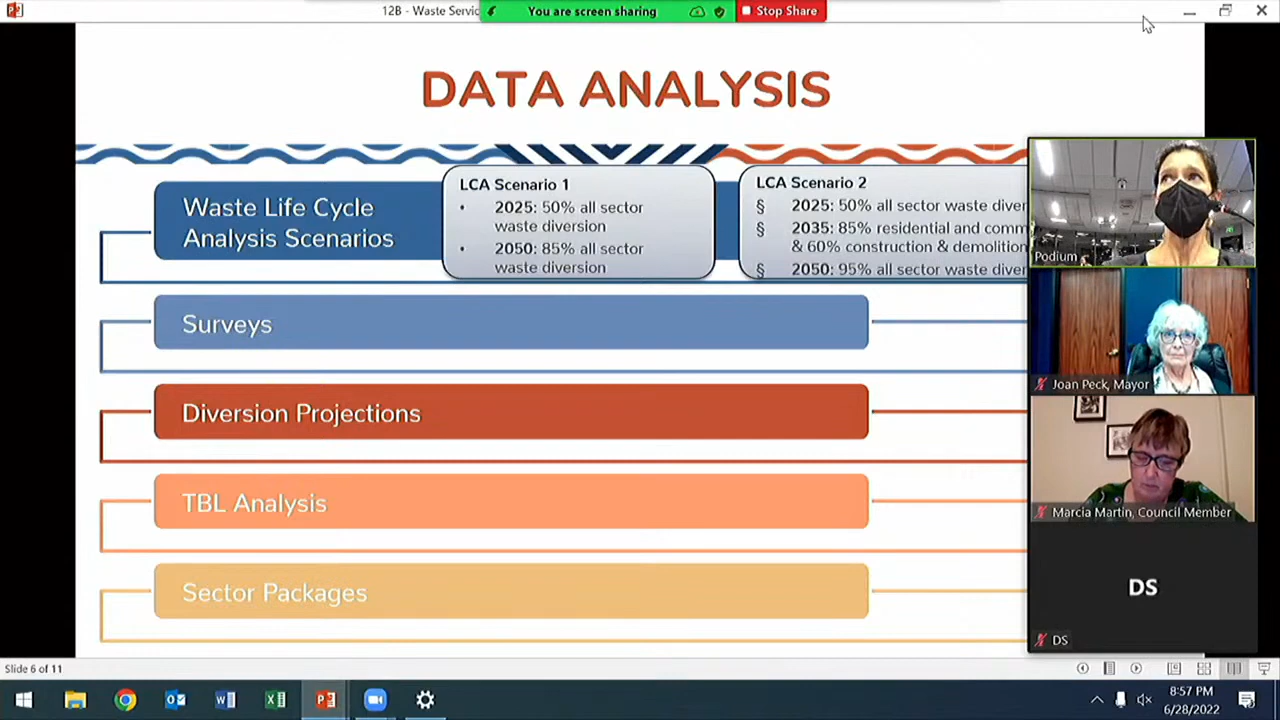 12B - Waste Servic
You are screen sharing
Stop Share
DATA ANALYSIS
Waste Life Cycle
Analysis Scenarios
LCA Scenario 1
• 2025: 50% all sector
waste diversion
• 2050: 85% all sector
waste diversion
LCA Scenario 2
§ 2025: 50% all sector waste diver
§ 2035: 85% residential and comm
& 60% construction & demolition
§ 2050: 95% all sector waste diver
Surveys
Diversion Projections
TBL Analysis
Sector Packages
Podium
Joan Peck, Mayor
Marcia Martin, Council Member
DS
DS
Slide 6 of 11
8:57 PM
6/28/2022